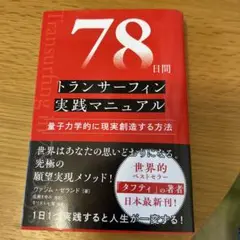 Transurfing
78
日間
トランサーフィン
実践マニュアル
量子力学的に現実創造する方法
世界はあなたの思いどおりになる。
究極の
願望実現メソッド!
ヴァジム・ゼランド
世界的
ベストセラー
「タフティ」の著者
日本最新刊!
1日1つ実践すると人生が一変する!